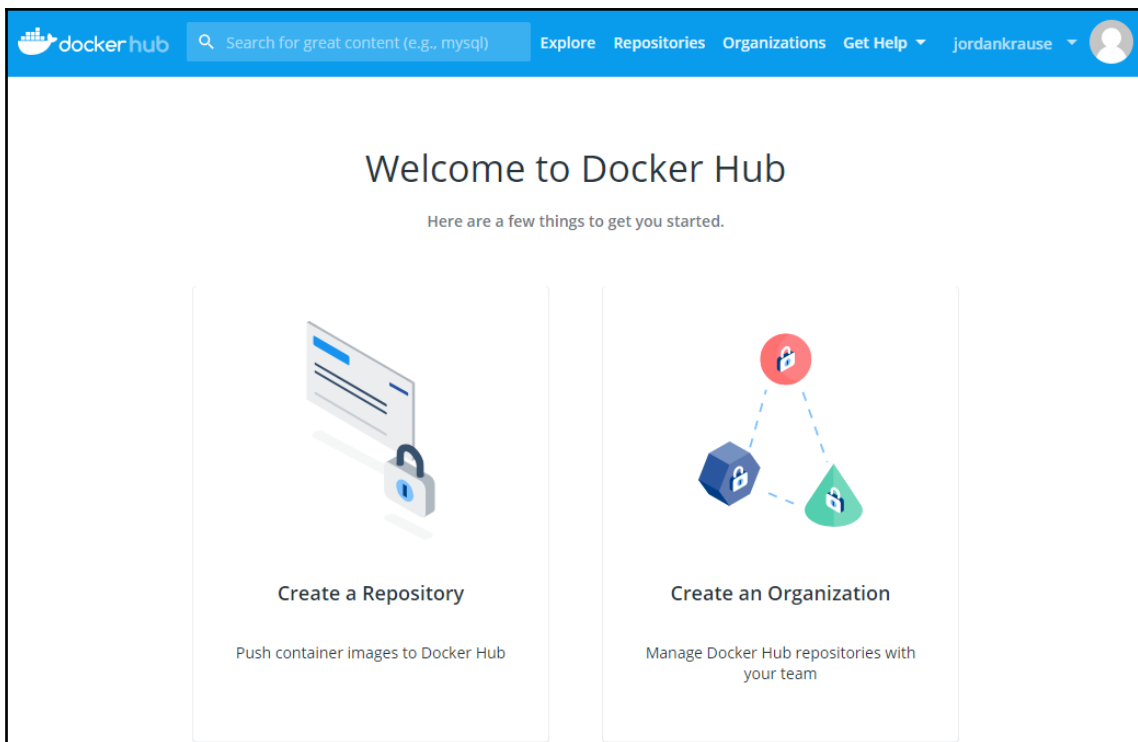 dockerhub Search for great content (e.g., mysql) Explore Repositories Organizations Get Help jordankrause
Welcome to Docker Hub
Here are a few things to get you started.
Create a Repository
Push container images to Docker Hub
Create an Organization
Manage Docker Hub repositories with
your team